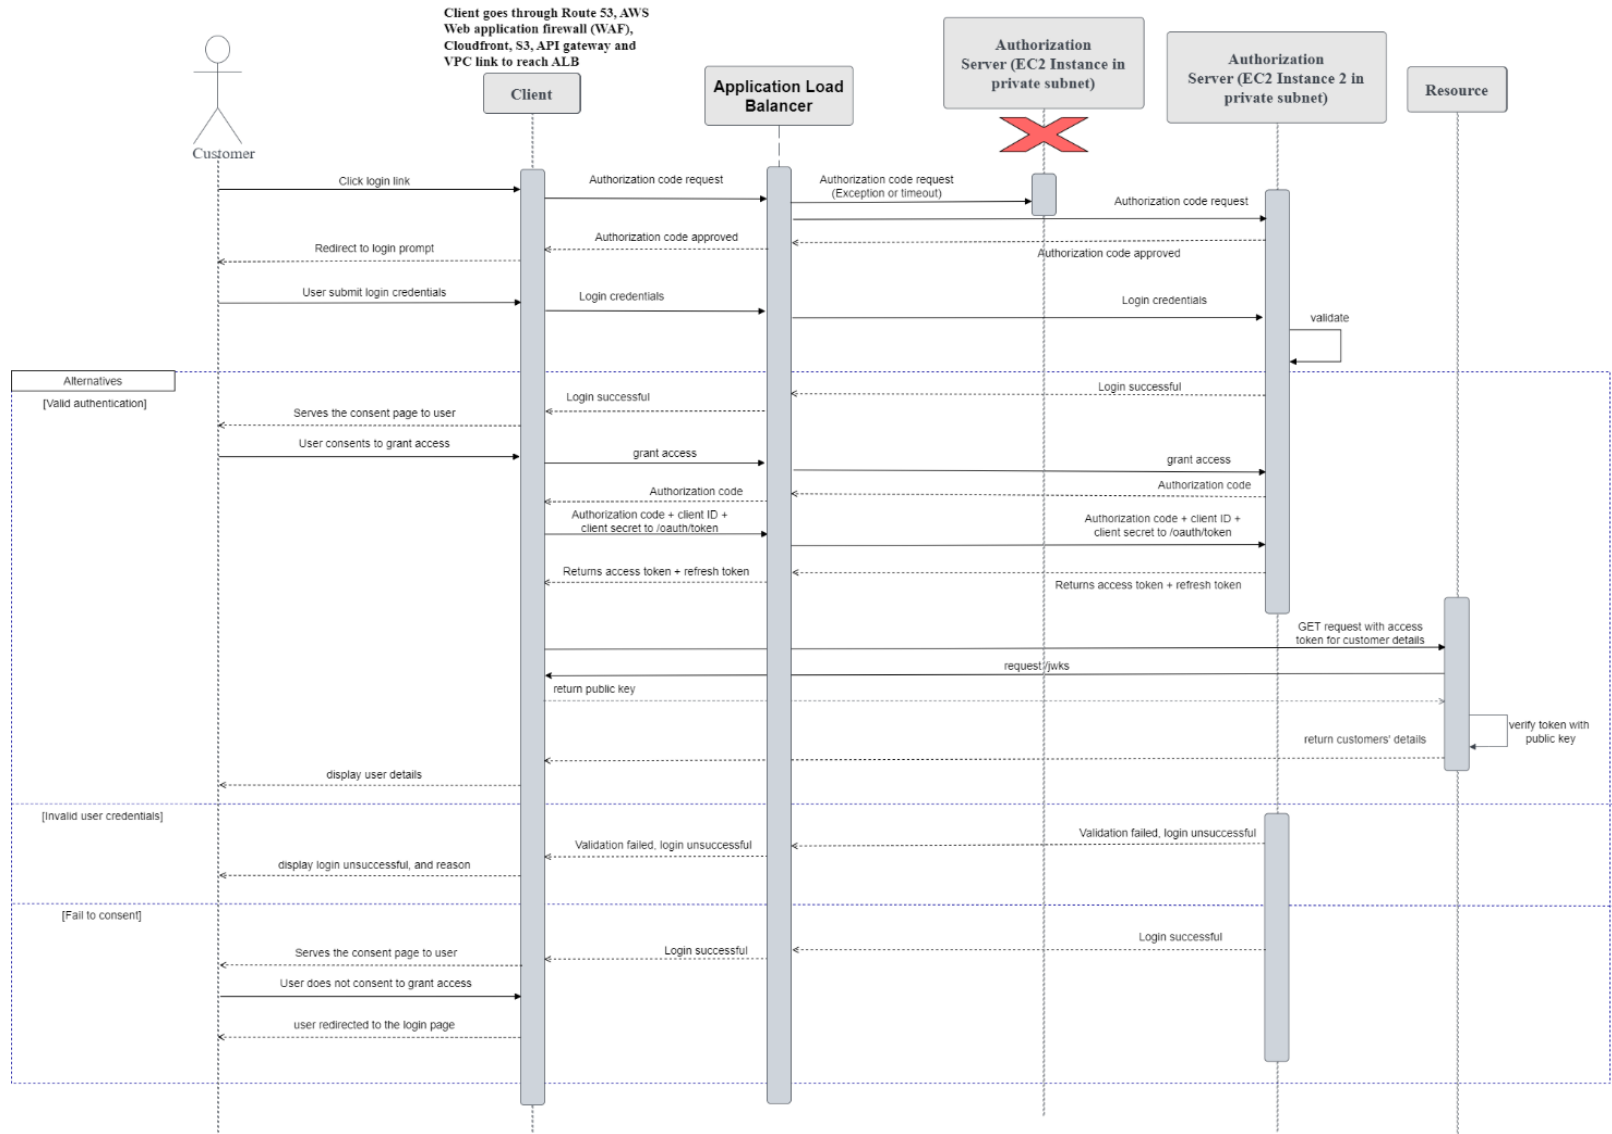 Client goes through Route 53, AWS
Web application firewall (WAF),
Cloudfront, S3, API gateway and
VPC link to reach ALB
Customer
Client
Application Load
Balancer
Authorization
Server (EC2 Instance in
private subnet)
Authorization
Server (EC2 Instance 2 in
private subnet)
Resource
Click login link
Authorization code request
Authorization code request
(Exception or timeout)
Authorization code request
Authorization code approved
Authorization code approved
Redirect to login prompt
User submit login credentials
Login credentials
Login credentials
validate
Alternatives
[Valid authentication]
Login successful
Login successful
Serves the consent page to user
User consents to grant access
grant access
grant access
Authorization code
Authorization code
Authorization code + client ID +
client secret to /oauth/token
Authorization code + client ID +
client secret to /oauth/token
Returns access token + refresh token
Returns access token + refresh token
GET request with access
token for customer details
request /jwks
return public key
verify token with
public key
return customers' details
display user details
[Invalid user credentials]
Validation failed, login unsuccessful
Validation failed, login unsuccessful
display login unsuccessful, and reason
[Fail to consent]
Login successful
Login successful
Serves the consent page to user
User does not consent to grant access
user redirected to the login page